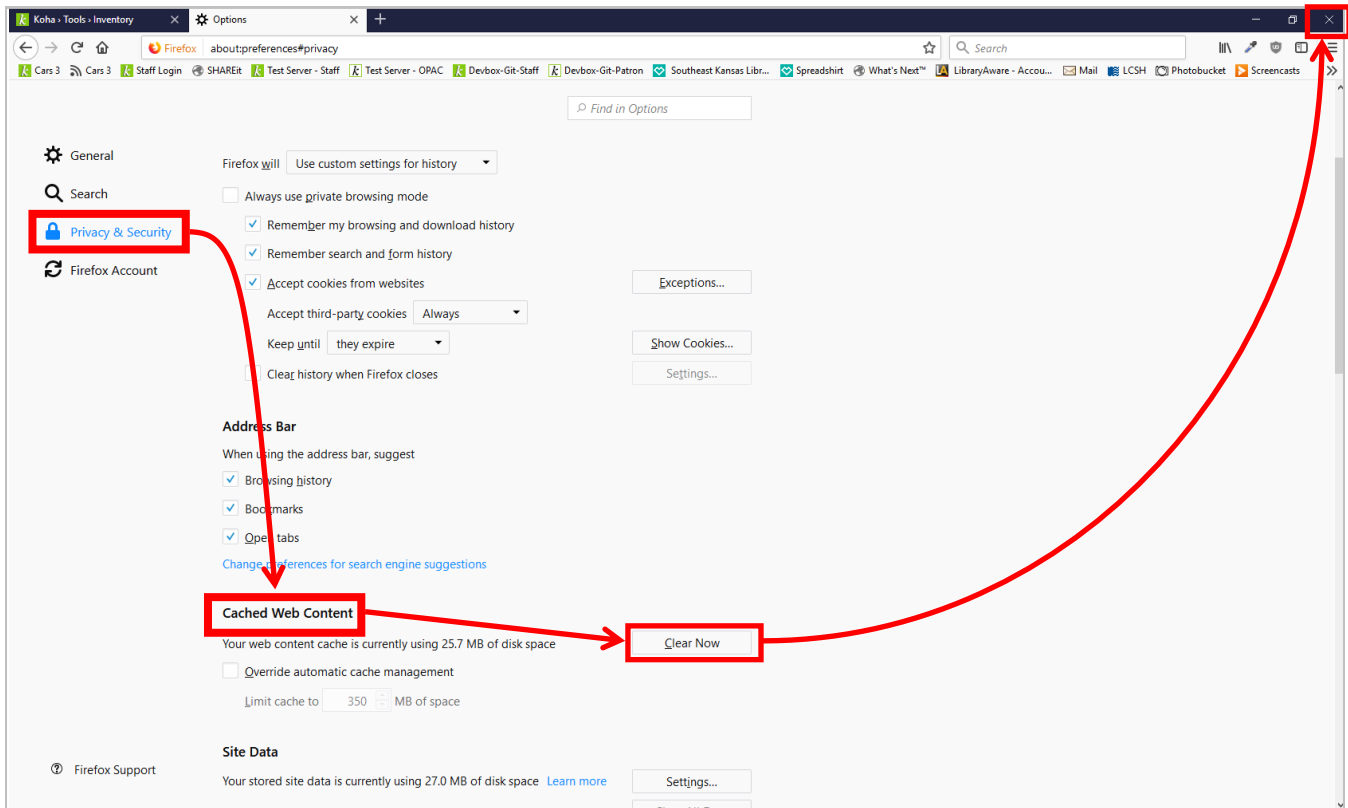 Koha › Tools › Inventory
Options
Firefox about:preferences#privacy
Search
Cars 3 Cars 3 Staff Login SHAREit Test Server - Staff Test Server - OPAC Devbox-Git-Staff Devbox-Git-Patron Southeast Kansas Libr... Spreadshirt What's Next™ LibraryAware - Accou... Mail LCSH Photobucket Screencasts
Find in Options
General
Search
Privacy & Security
Firefox Account
Firefox will Use custom settings for history
Always use private browsing mode
Remember my browsing and download history
Remember search and form history
Accept cookies from websites Exceptions...
Accept third-party cookies Always
Keep until they expire Show Cookies...
Clear history when Firefox closes Settings...
Address Bar
When using the address bar, suggest
Browsing history
Bookmarks
Open tabs
Change preferences for search engine suggestions
Cached Web Content
Your web content cache is currently using 25.7 MB of disk space Clear Now
Override automatic cache management
Limit cache to 350 MB of space
Site Data
Your stored site data is currently using 27.0 MB of disk space Learn more Settings...
Firefox Support